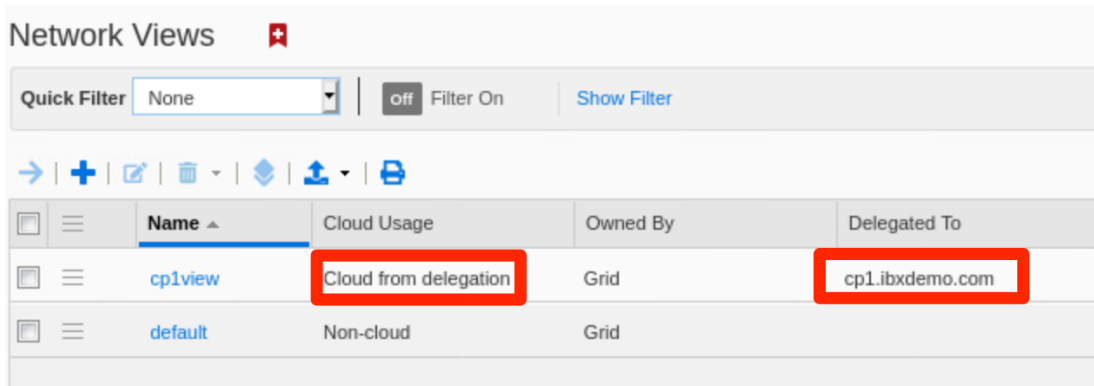 Network Views
Quick Filter None Off Filter On Show Filter
Name Cloud Usage Owned By Delegated To
cp1view Cloud from delegation Grid cp1.ibxdemo.com
default Non-cloud Grid